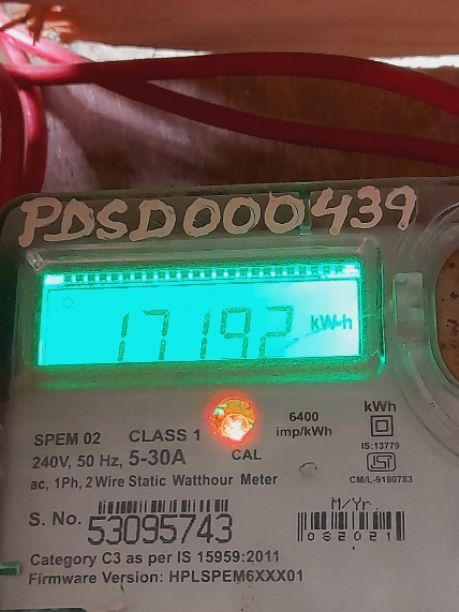 PDSD000439
17192 kWh
6400 imp/kWh
kWh
SPEM 02 CLASS 1
IS:13779
240V, 50 Hz, 5-30A CAL
ISI
CM/L-9190783
ac, 1Ph, 2 Wire Static Watthour Meter
M/Yr.
S. No. 53095743
082021
Category C3 as per IS 15959:2011
Firmware Version: HPLSPEM6XXX01